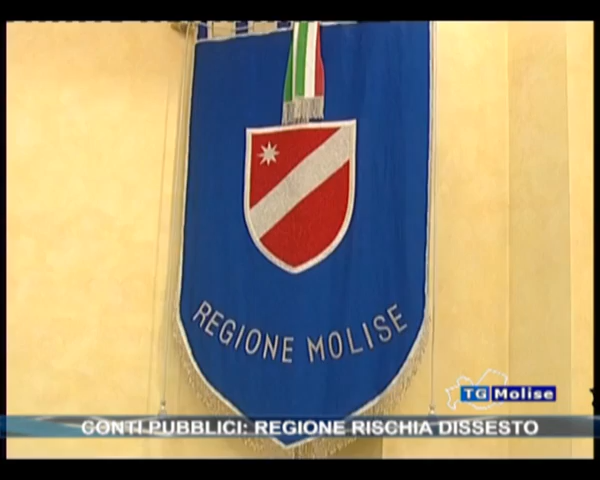 REGIONE MOLISE
TG Molise
CONTI PUBBLICI: REGIONE RISCHIA DISSESTO